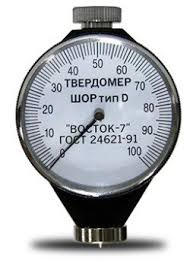 40 50 60
30 70
20 80
10 90
0 100
ТВЕРДОМЕР
ШОР тип D
"ВОСТОК-7"
ГОСТ 24621-91